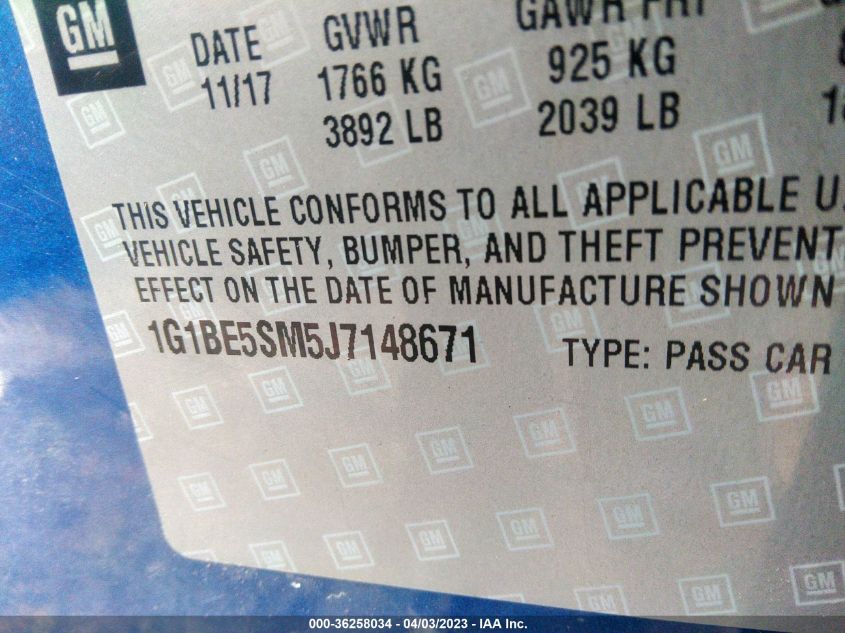 GM DATE GVWR GAWR FRT
11/17 1766 KG 925 KG
3892 LB 2039 LB
THIS VEHICLE CONFORMS TO ALL APPLICABLE U.
VEHICLE SAFETY, BUMPER, AND THEFT PREVENT
EFFECT ON THE DATE OF MANUFACTURE SHOWN
1G1BE5SM5J7148671 TYPE: PASS CAR
000-36258034 - 04/03/2023 - IAA Inc.